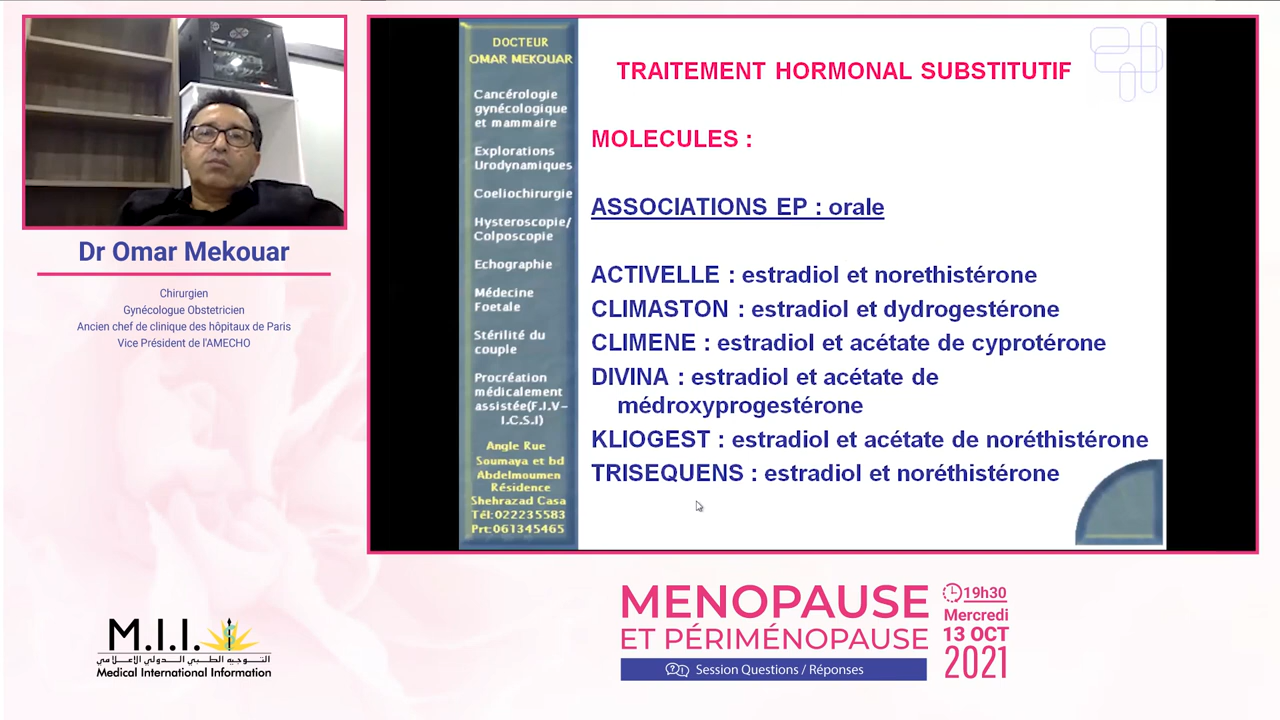 Dr Omar Mekouar
Chirurgien
Gynécologue Obstetricien
Ancien chef de clinique des hôpitaux de Paris
Vice Président de l'AMECHO
DOCTEUR
OMAR MEKOUAR
Cancérologie
gynécologique
et mammaire
Explorations
Urodynamiques
Coeliochirurgie
Hysteroscopie/
Colposcopie
Echographie
Médecine
Foetale
Stérilité du
couple
Procréation
médicalement
assistée(F.I.V-
I.C.S.I)
Angle Rue
Soumaya et bd
Abdelmoumen
Résidence
Shehrazad Casa
Tél:022235583
Prt:061345465
TRAITEMENT HORMONAL SUBSTITUTIF
MOLECULES :
ASSOCIATIONS EP : orale
ACTIVELLE : estradiol et norethistérone
CLIMASTON : estradiol et dydrogestérone
CLIMENE : estradiol et acétate de cyprotérone
DIVINA : estradiol et acétate de
médroxyprogestérone
KLIOGEST : estradiol et acétate de noréthistérone
TRISEQUENS : estradiol et noréthistérone
M.I.I.
التوجيه الطبي الدولي الإعلامي
Medical International Information
MENOPAUSE
ET PÉRIMÉNOPAUSE
Session Questions / Réponses
19h30
Mercredi
13 OCT
2021